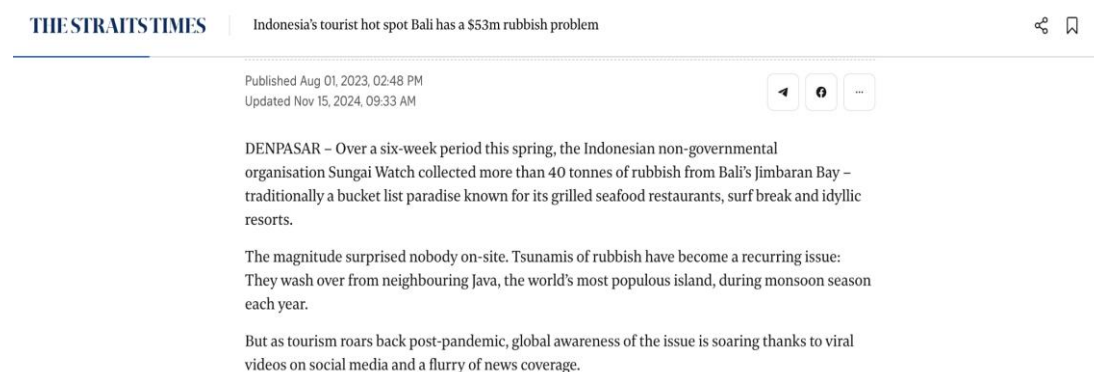 THE STRAITS TIMES
Indonesia’s tourist hot spot Bali has a $53m rubbish problem
Published Aug 01, 2023, 02:48 PM
Updated Nov 15, 2024, 09:33 AM
DENPASAR – Over a six-week period this spring, the Indonesian non-governmental
organisation Sungai Watch collected more than 40 tonnes of rubbish from Bali’s Jimbaran Bay –
traditionally a bucket list paradise known for its grilled seafood restaurants, surf break and idyllic
resorts.
The magnitude surprised nobody on-site. Tsunamis of rubbish have become a recurring issue:
They wash over from neighbouring Java, the world’s most populous island, during monsoon season
each year.
But as tourism roars back post-pandemic, global awareness of the issue is soaring thanks to viral
videos on social media and a flurry of news coverage.